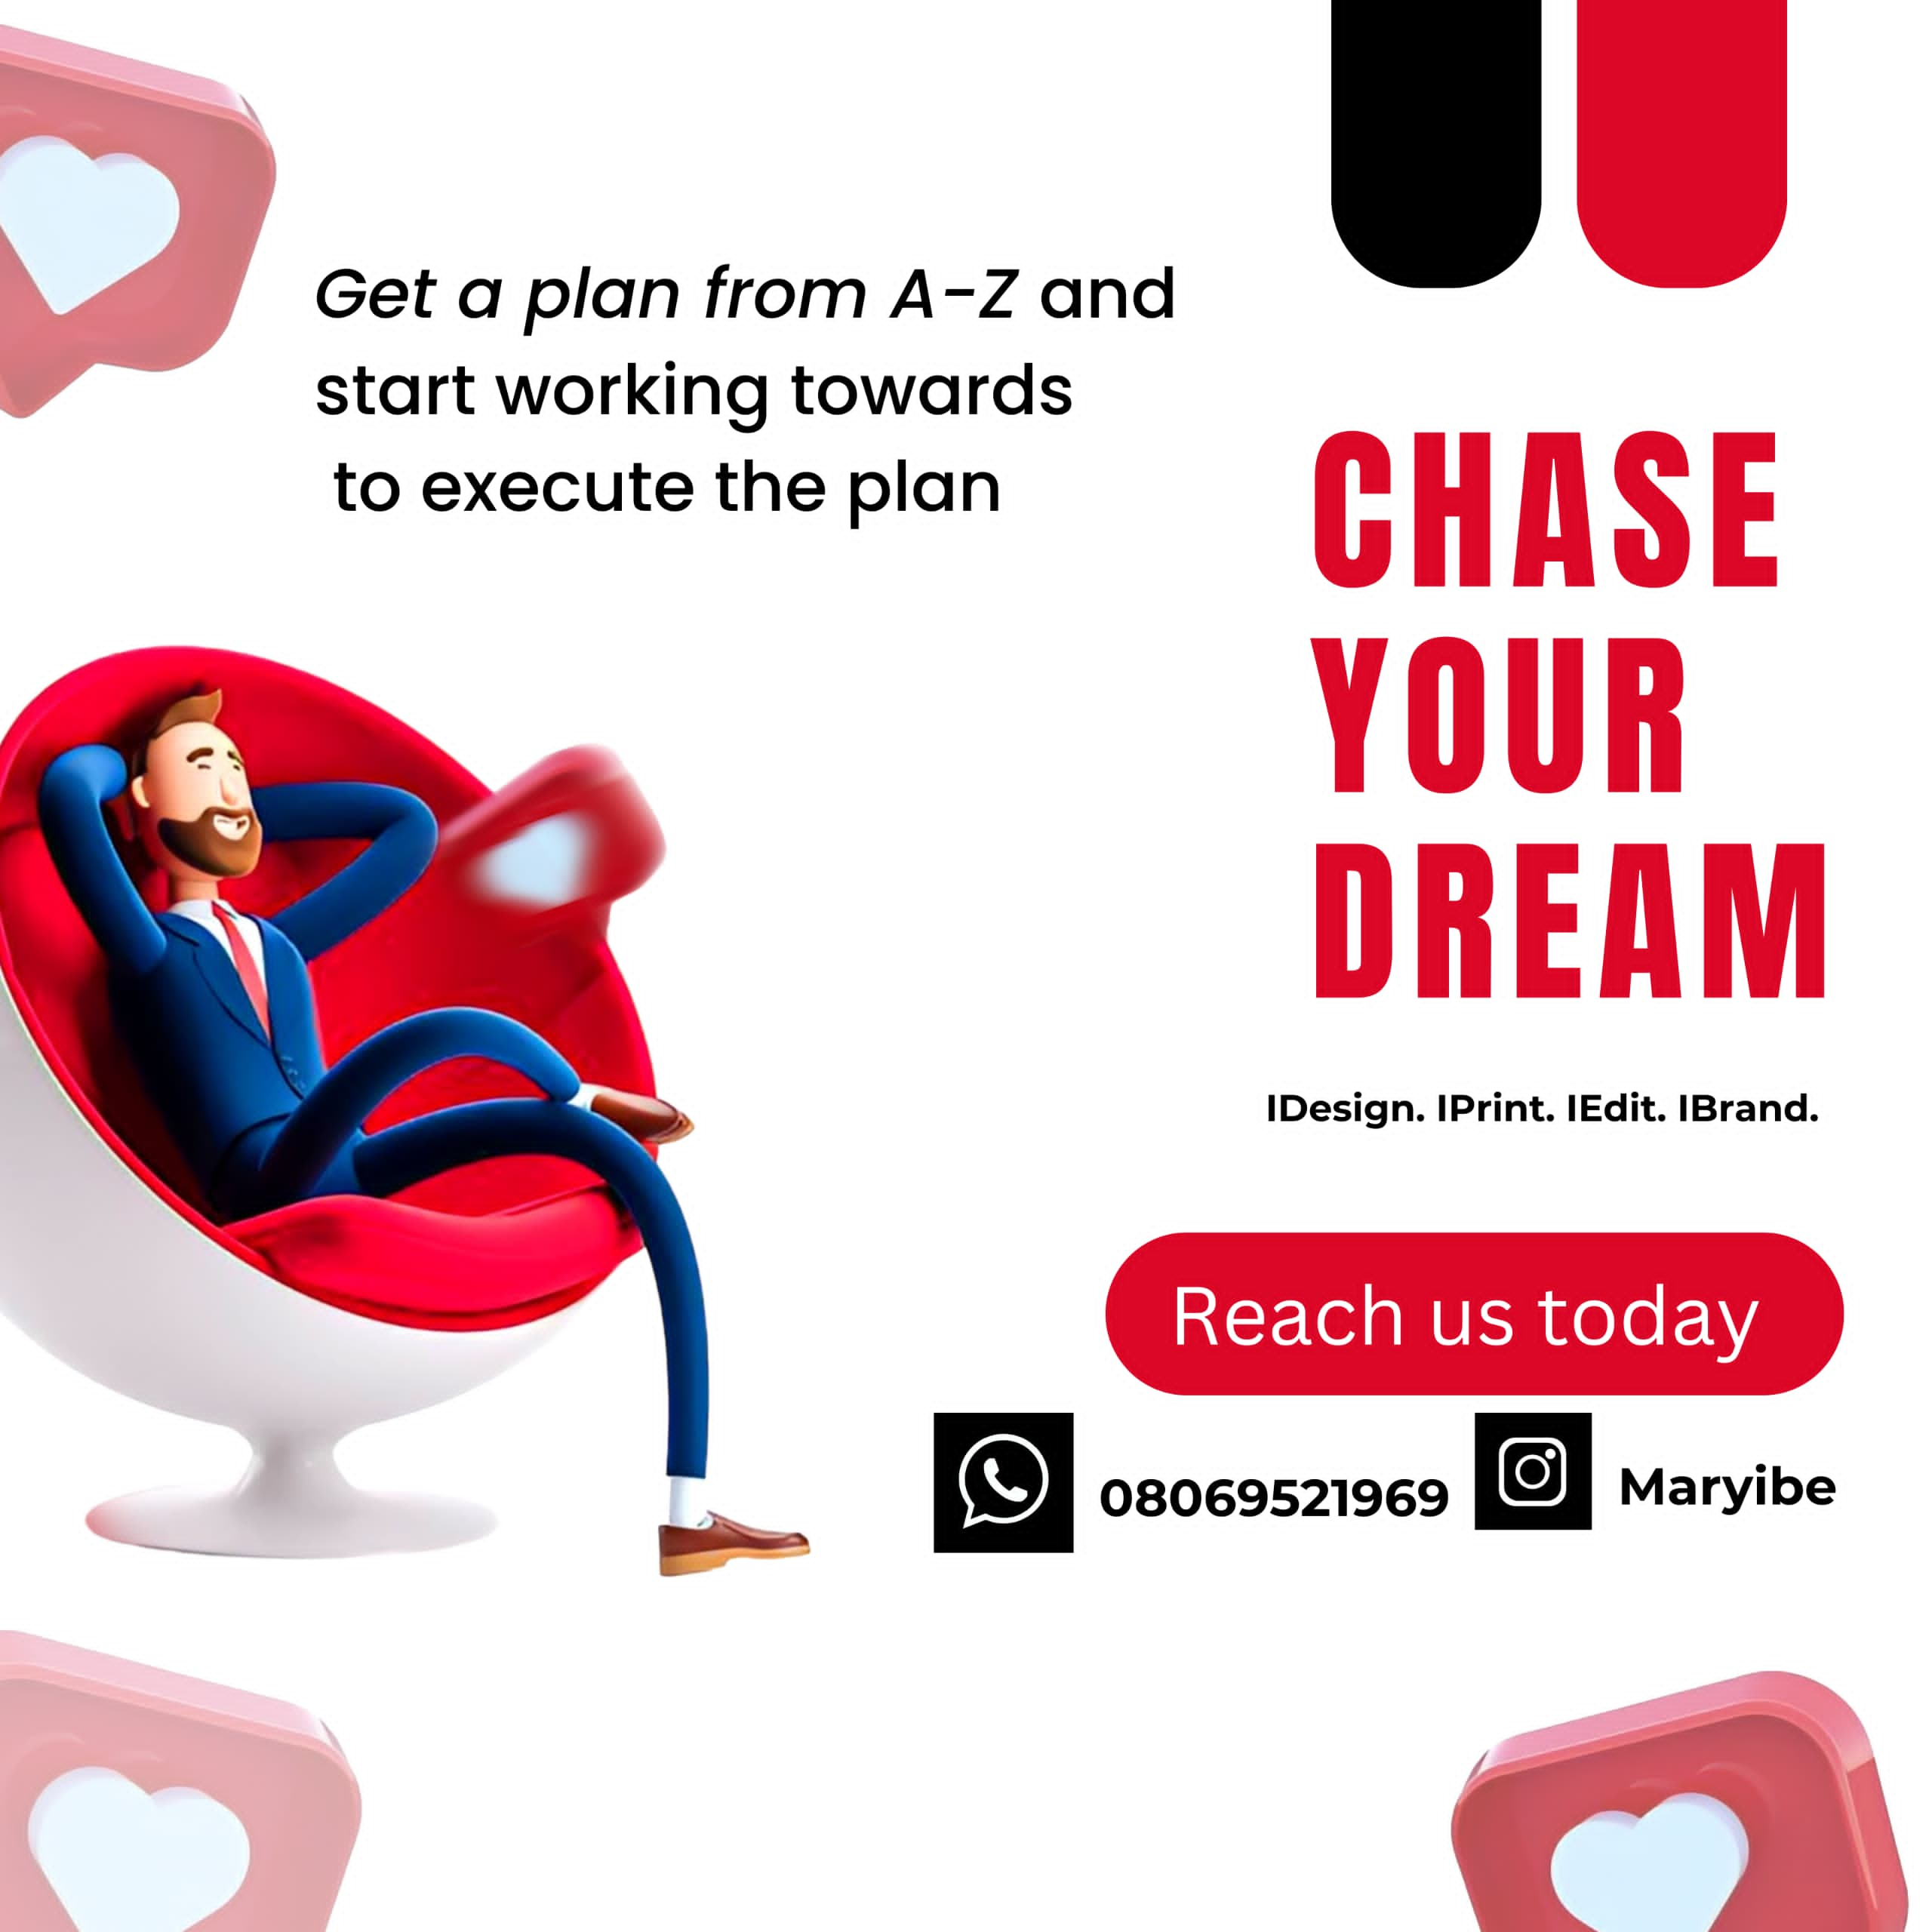 Get a plan from A-Z and
start working towards
to execute the plan
CHASE
YOUR
DREAM
IDesign. IPrint. IEdit. IBrand.
Reach us today
08069521969
Maryibe